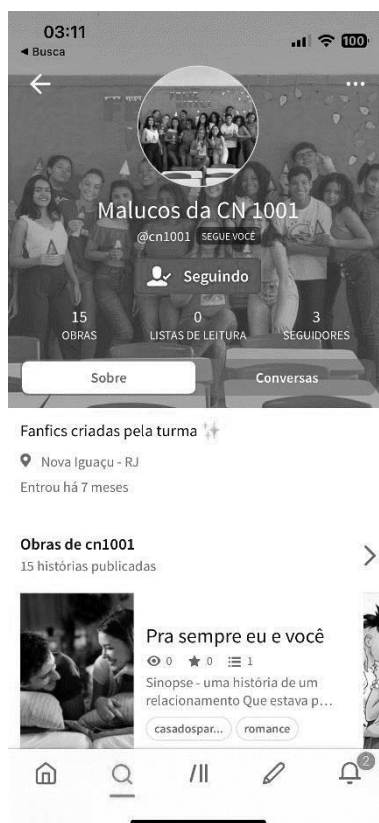 03:11
100
◄ Busca
Malucos da CN 1001
@cn1001 SEGUE VOCÊ
Seguindo
15 0 3
OBRAS LISTAS DE LEITURA SEGUIDORES
Sobre Conversas
Fanfics criadas pela turma ✨
Nova Iguaçu - RJ
Entrou há 7 meses
Obras de cn1001
15 histórias publicadas
Pra sempre eu e você
0 0 1
Sinopse - uma história de um
relacionamento Que estava p...
casadospar... romance
2